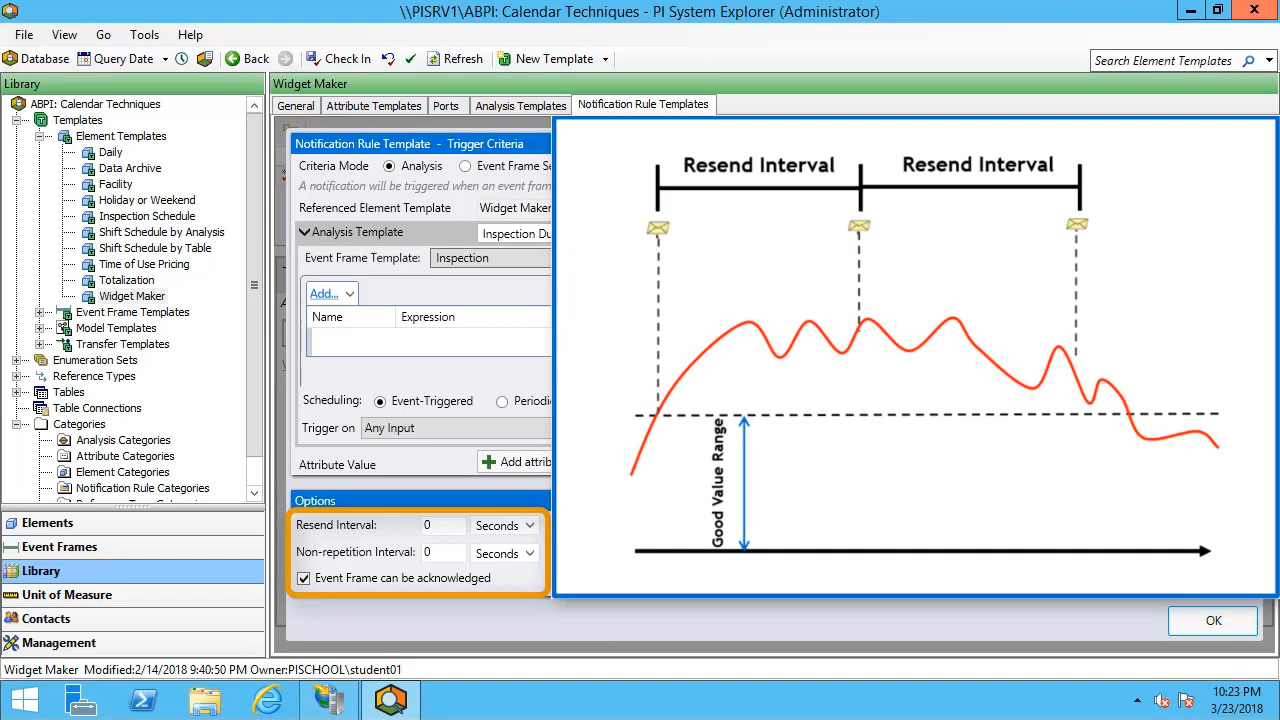 \\PISRV1\ABPI: Calendar Techniques - PI System Explorer (Administrator)
File View Go Tools Help
Database Query Date Back Check In Refresh New Template Search Element Templates
Library
Widget Maker
General Attribute Templates Ports Analysis Templates Notification Rule Templates
ABPI: Calendar Techniques
Templates
Element Templates
Daily
Data Archive
Facility
Holiday or Weekend
Inspection Schedule
Shift Schedule by Analysis
Shift Schedule by Table
Time of Use Pricing
Totalization
Widget Maker
Event Frame Templates
Model Templates
Transfer Templates
Enumeration Sets
Reference Types
Tables
Table Connections
Categories
Analysis Categories
Attribute Categories
Element Categories
Notification Rule Categories
Elements
Event Frames
Library
Unit of Measure
Contacts
Management
Notification Rule Template - Trigger Criteria
Criteria Mode Analysis Event Frame Se
A notification will be triggered when an event fram
Referenced Element Template Widget Maker
Analysis Template Inspection Du
Event Frame Template: Inspection
Add...
Name Expression
Scheduling: Event-Triggered Periodic
Trigger on Any Input
Attribute Value Add attrib
Options
Resend Interval: 0 Seconds
Non-repetition Interval: 0 Seconds
Event Frame can be acknowledged
Resend Interval Resend Interval
Good Value Range
OK
Widget Maker Modified:2/14/2018 9:40:50 PM Owner:PISCHOOL\student01
10:23 PM
3/23/2018